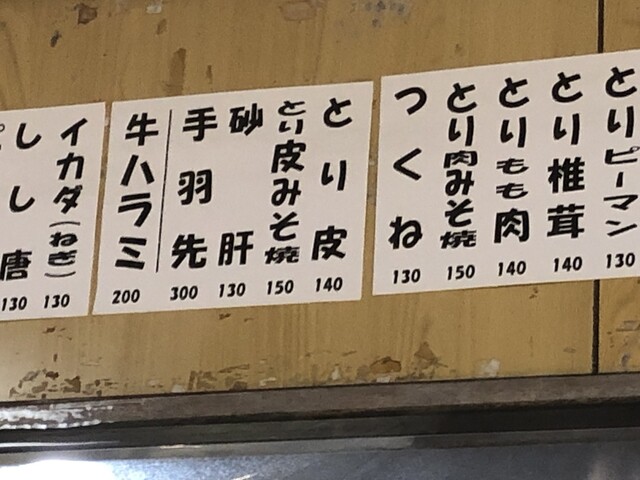 とりピーマン 130
とり椎茸 140
とりもも肉 140
とり肉みそ焼 150
つくね 130
とり皮 140
とり皮みそ焼 150
砂肝 130
手羽先 300
牛ハラミ 200
イカダ(ねぎ) 130
しし唐 130